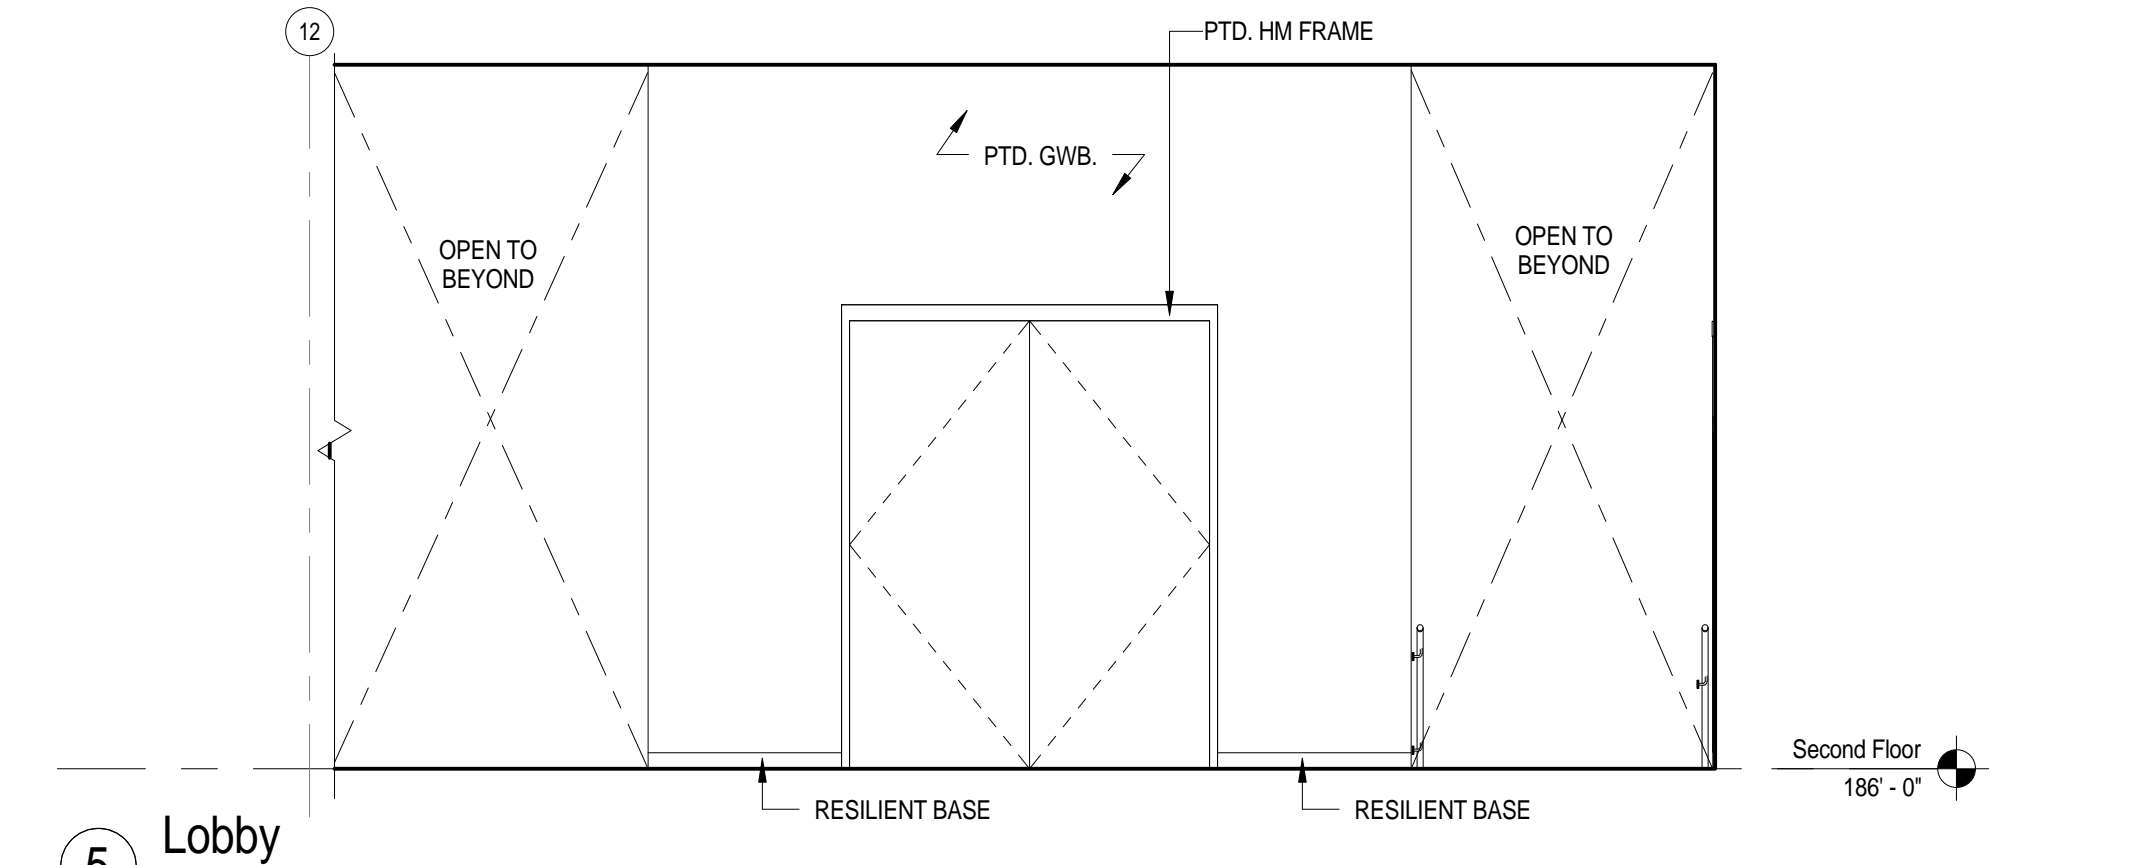 12
PTD. HM FRAME
PTD. GWB.
OPEN TO
BEYOND
OPEN TO
BEYOND
Second Floor
186' - 0"
RESILIENT BASE
RESILIENT BASE
Lobby
5